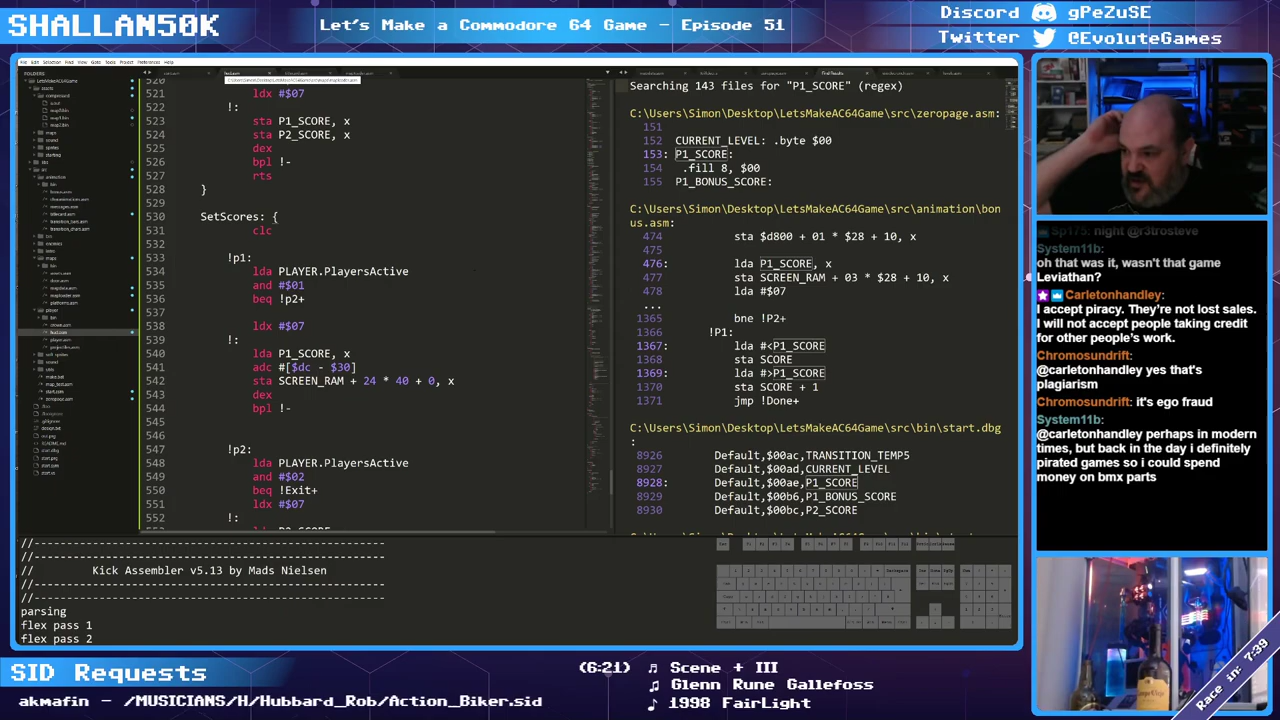 SHALLAN50K
Let's Make a Commodore 64 Game - Episode 51
Discord gPeZuSE
Twitter @EvoluteGames
521 ldx #$07
522 !:
523 sta P1_SCORE, x
524 sta P2_SCORE, x
525 dex
526 bpl !-
527 rts
528 }
529
530 SetScores: {
531 clc
532
533 !p1:
534 lda PLAYER.PlayersActive
535 and #$01
536 beq !p2+
537
538 ldx #$07
539 !:
540 lda P1_SCORE, x
541 adc #[$dc - $30]
542 sta SCREEN_RAM + 24 * 40 + 0, x
543 dex
544 bpl !-
545
546
547 !p2:
548 lda PLAYER.PlayersActive
549 and #$02
550 beq !Exit+
551 ldx #$07
552 !:
553
Searching 143 files for "P1_SCORE" (regex)
C:\Users\Simon\Desktop\LetsMakeAC64Game\src\zeropage.asm:
151
152 CURRENT_LEVEL: .byte $00
153: P1_SCORE:
154 .fill 8, $00
155 P1_BONUS_SCORE:
C:\Users\Simon\Desktop\LetsMakeAC64Game\src\animation\bon
us.asm:
474 sta $d800 + 01 * $28 + 10, x
476: lda P1_SCORE, x
477 sta SCREEN_RAM + 03 * $28 + 10, x
478 lda #$07
...
1365 bne !P2+
1366 !P1:
1367: lda #<P1_SCORE
1368 sta SCORE
1369: lda #>P1_SCORE
1370 sta SCORE + 1
1371 jmp !Done+
C:\Users\Simon\Desktop\LetsMakeAC64Game\src\bin\start.dbg
:
8926 Default,$00ac,TRANSITION_TEMP5
8927 Default,$00ad,CURRENT_LEVEL
8928: Default,$00ae,P1_SCORE
8929 Default,$00b6,P1_BONUS_SCORE
8930 Default,$00bc,P2_SCORE
//------------------------------------------------------
//------------------------------------------------------
// Kick Assembler v5.13 by Mads Nielsen
//------------------------------------------------------
//------------------------------------------------------
parsing
flex pass 1
flex pass 2
Sp175: night @r3trosteve
System11b:
oh that was it, wasn't that game
Leviathan?
Carletonhandley:
I accept piracy. They're not lost sales.
I will not accept people taking credit
for other people's work.
Chromosundrift:
@carletonhandley yes that's
plagiarism
Chromosundrift: it's ego fraud
System11b:
@carletonhandley perhaps in modern
times, but back in the day i definitely
pirated games so i could spend
money on bmx parts
Race in: 7:39
SID Requests
akmafin - /MUSICIANS/H/Hubbard_Rob/Action_Biker.sid
(6:21) ♫ Scene + III
♫ Glenn Rune Gallefoss
♪ 1998 FairLight